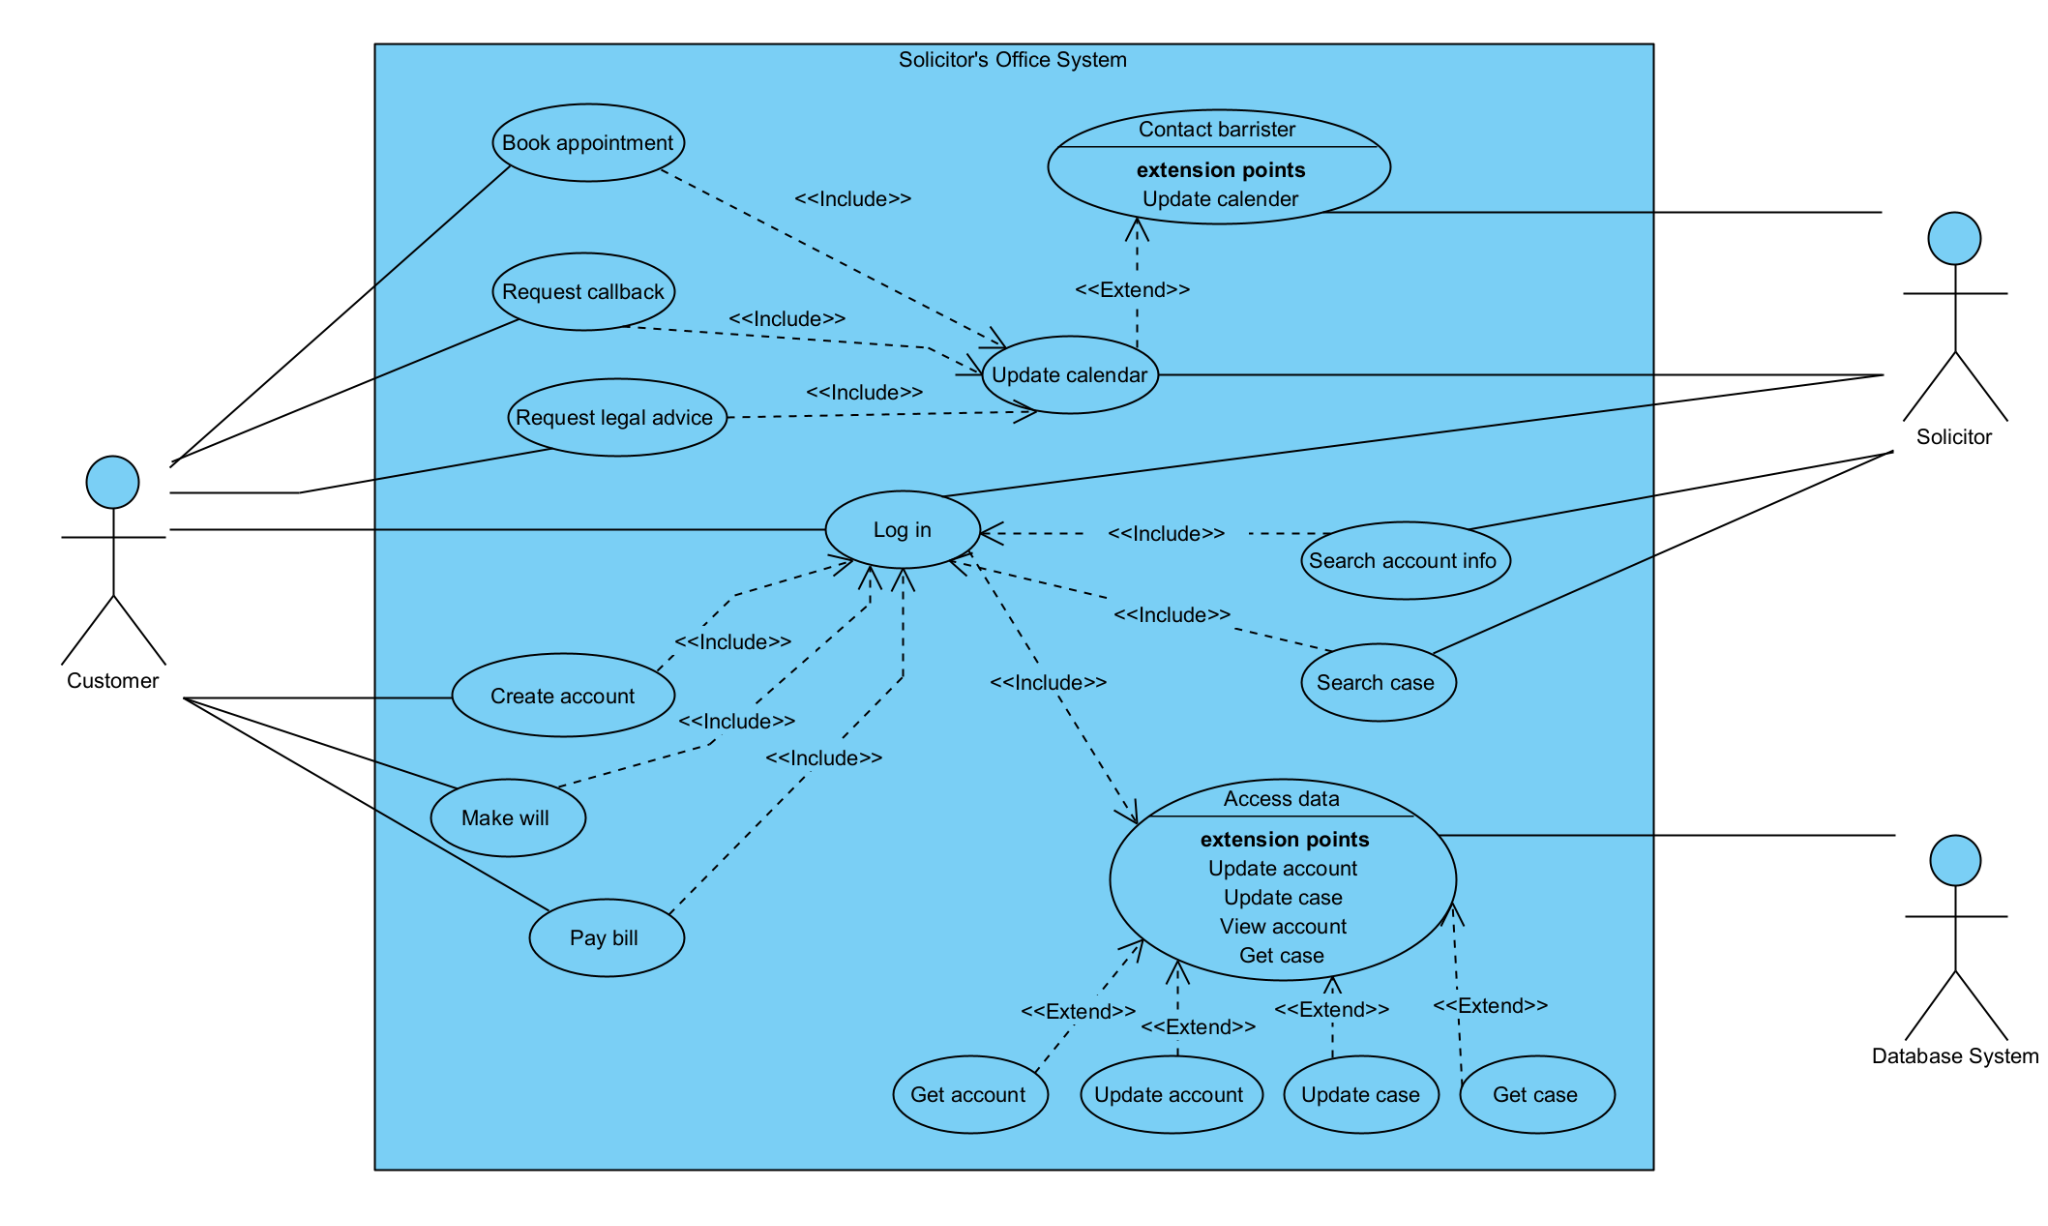 Solicitor's Office System
Book appointment
Contact barrister
extension points
Update calender
<<Include>>
Request callback
<<Extend>>
<<Include>>
Update calendar
<<Include>>
Request legal advice
Solicitor
Log in
<<Include>>
Search account info
<<Include>>
<<Include>>
Customer
Create account
<<Include>>
Search case
<<Include>>
<<Include>>
Make will
Pay bill
Access data
extension points
Update account
Update case
View account
Get case
<<Extend>>
<<Extend>>
<<Extend>>
<<Extend>>
Database System
Get account
Update account
Update case
Get case